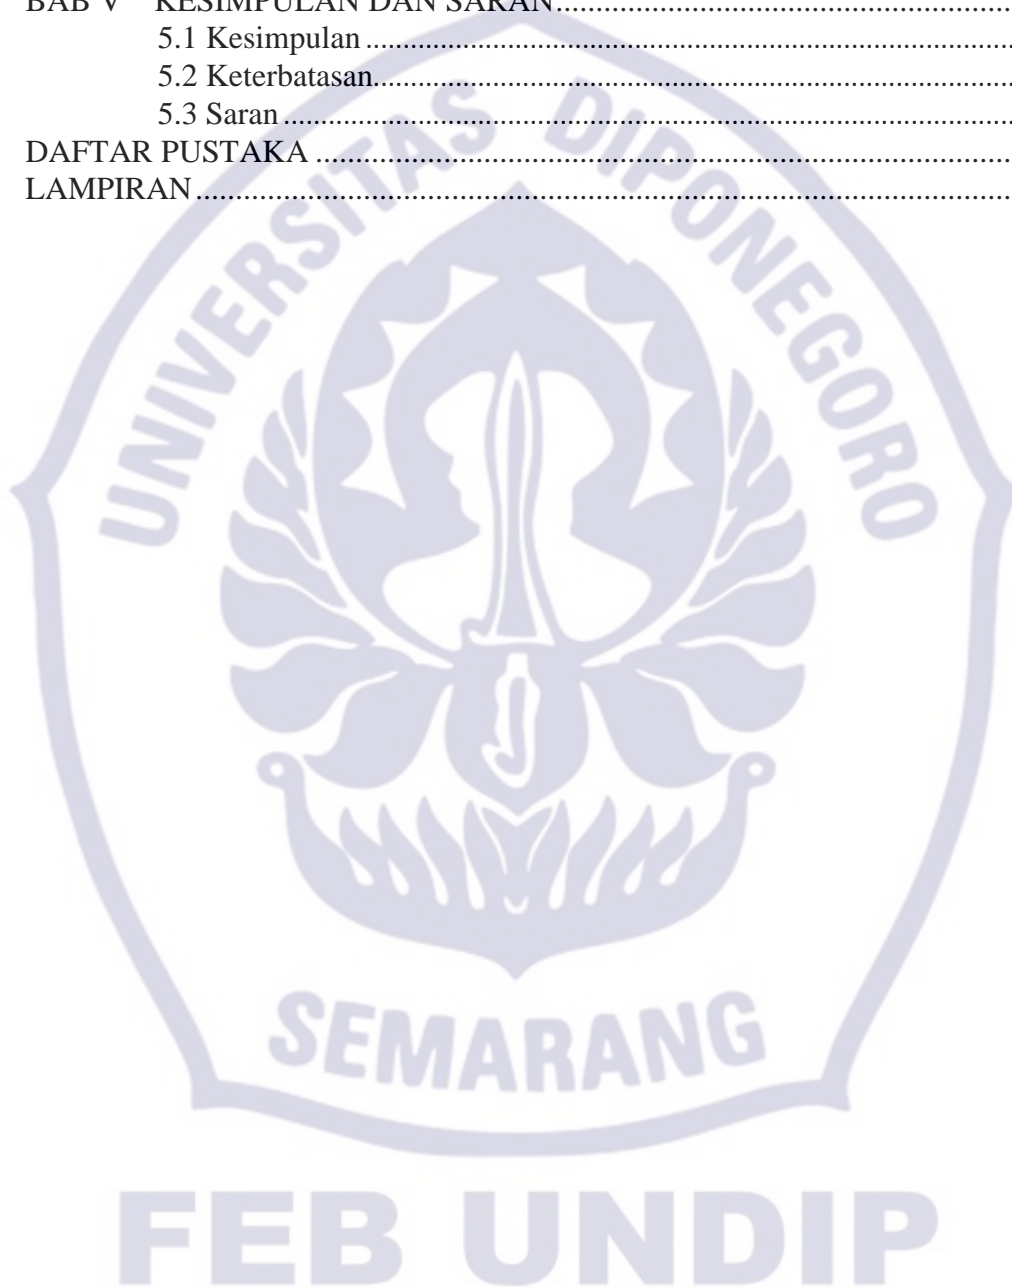 BAB V KESIMPULAN DAN SARAN
5.1 Kesimpulan
5.2 Keterbatasan
5.3 Saran
DAFTAR PUSTAKA
LAMPIRAN
UNIVERSITAS DIPONEGORO
SEMARANG
FEB UNDIP